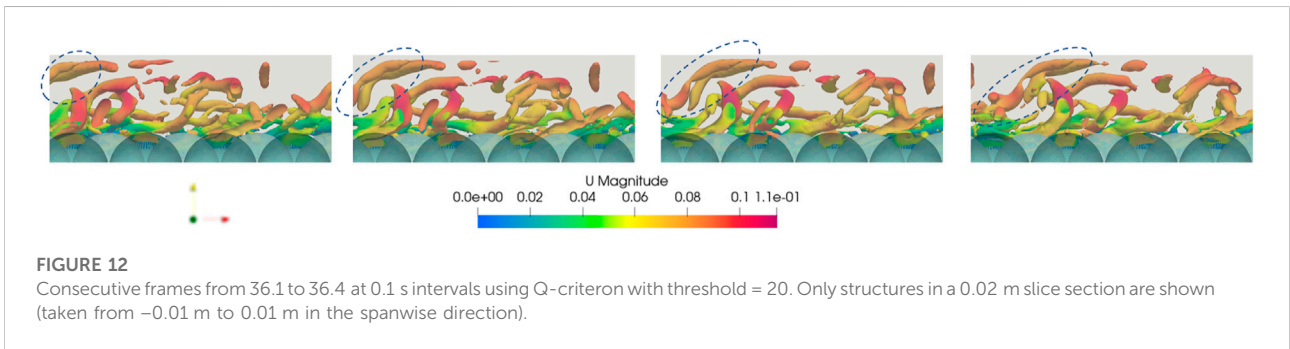 U Magnitude
0.0e+00 0.02 0.04 0.06 0.08 0.1 1.1e-01
FIGURE 12
Consecutive frames from 36.1 to 36.4 at 0.1 s intervals using Q-criteron with threshold = 20. Only structures in a 0.02 m slice section are shown
(taken from −0.01 m to 0.01 m in the spanwise direction).